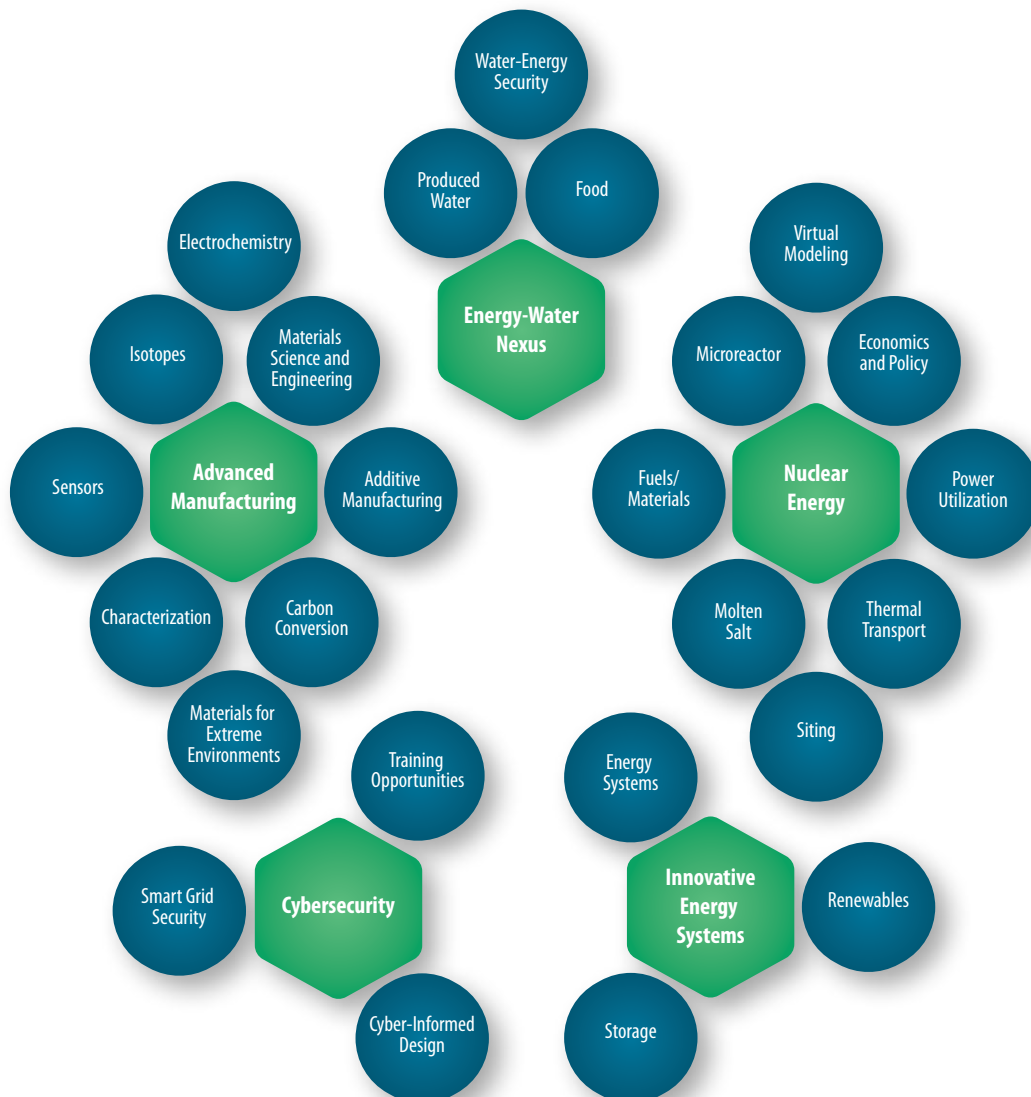 Water-Energy
Security
Produced
Water
Food
Energy-Water
Nexus
Electrochemistry
Isotopes
Materials
Science and
Engineering
Sensors
Advanced
Manufacturing
Additive
Manufacturing
Characterization
Carbon
Conversion
Materials for
Extreme
Environments
Virtual
Modeling
Microreactor
Economics
and Policy
Fuels/
Materials
Nuclear
Energy
Power
Utilization
Molten
Salt
Thermal
Transport
Siting
Training
Opportunities
Smart Grid
Security
Cybersecurity
Cyber-Informed
Design
Energy
Systems
Innovative
Energy
Systems
Renewables
Storage